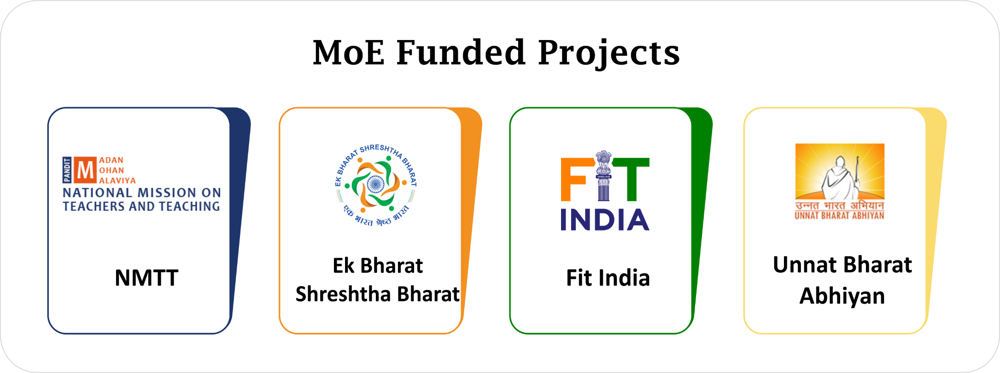 MoE Funded Projects
PANDIT
MADAN
MOHAN
MALAVIYA
NATIONAL MISSION ON
TEACHERS AND TEACHING
NMTT
EK BHARAT SHRESHTHA BHARAT
एक भारत श्रेष्ठ भारत
Ek Bharat
Shreshtha Bharat
FIT
INDIA
Fit India
उन्नत भारत अभियान
UNNAT BHARAT ABHIYAN
Unnat Bharat
Abhiyan